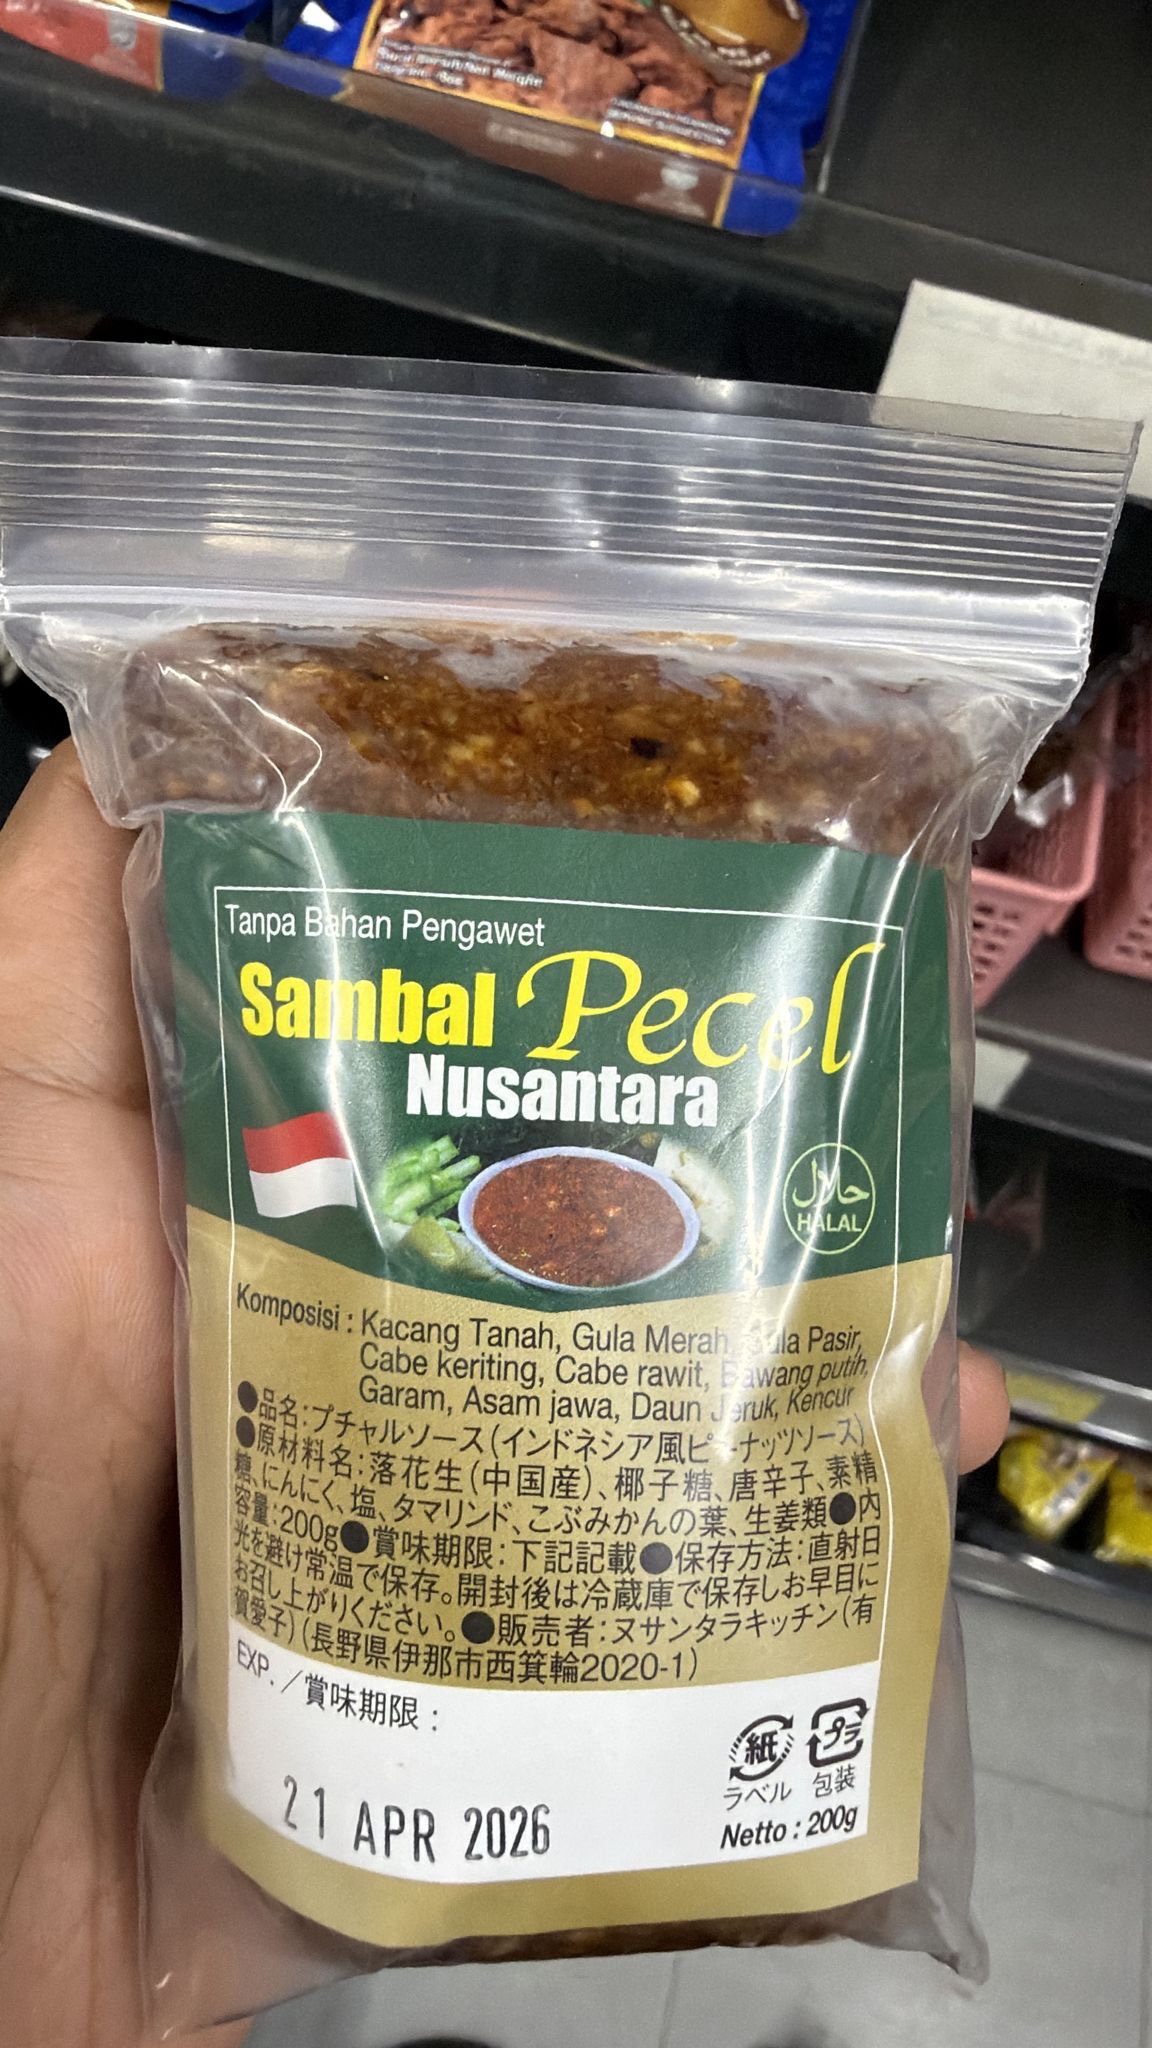 Tanpa Bahan Pengawet
Sambal Pecel
Nusantara
حلال
HALAL
Komposisi : Kacang Tanah, Gula Merah, Gula Pasir,
Cabe keriting, Cabe rawit, Bawang putih,
Garam, Asam jawa, Daun Jeruk, Kencur
●品名:プチャルソース(インドネシア風ピーナッツソース)
●原材料名:落花生(中国産)、椰子糖、唐辛子、素精
糖、にんにく、塩、タマリンド、こぶみかんの葉、生姜類●内
容量:200g●賞味期限:下記記載●保存方法:直射日
光を避け常温で保存。開封後は冷蔵庫で保存しお早目に
お召し上がりください。●販売者:ヌサンタラキッチン(有
賀愛子)(長野県伊那市西箕輪2020-1)
EXP.／賞味期限:
21 APR 2026
紙
プラ
ラベル
包装
Netto : 200g